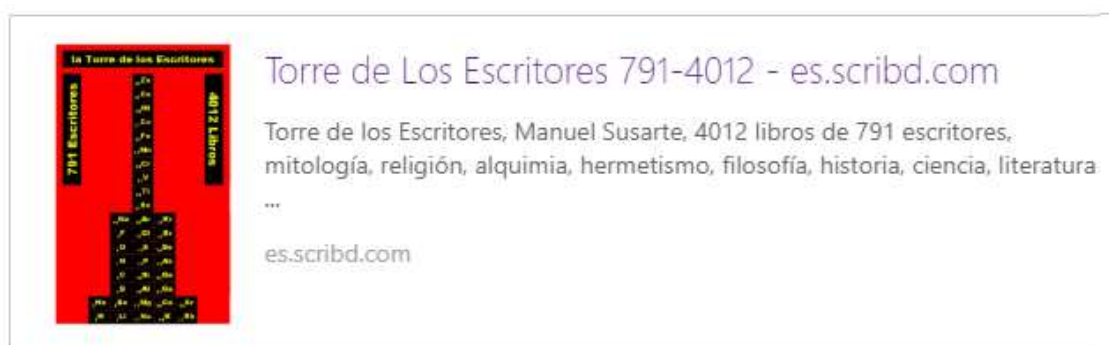 la Torre de los Escritores
791 Escritores
4012 Libros
Torre de Los Escritores 791-4012 - es.scribd.com
Torre de los Escritores, Manuel Susarte, 4012 libros de 791 escritores,
mitología, religión, alquimia, hermetismo, filosofía, historia, ciencia, literatura
...
es.scribd.com